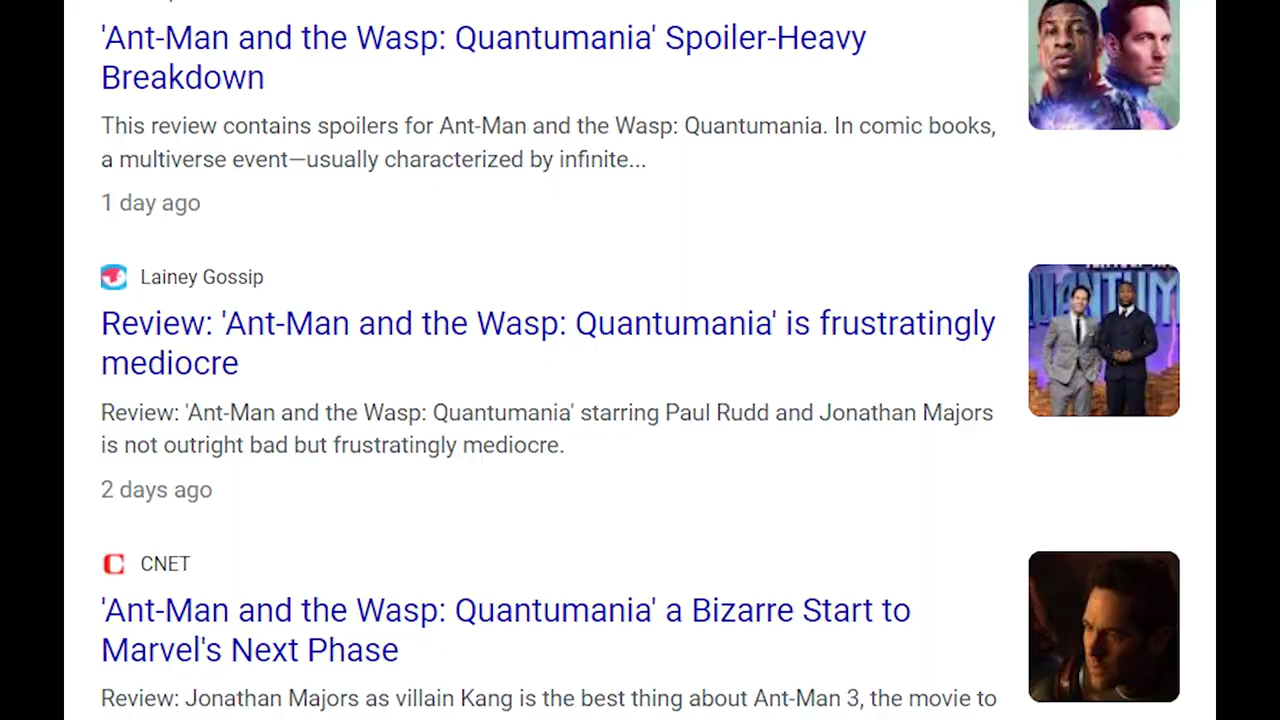 'Ant-Man and the Wasp: Quantumania' Spoiler-Heavy
Breakdown
This review contains spoilers for Ant-Man and the Wasp: Quantumania. In comic books,
a multiverse event—usually characterized by infinite...
1 day ago
Lainey Gossip
Review: 'Ant-Man and the Wasp: Quantumania' is frustratingly
mediocre
Review: 'Ant-Man and the Wasp: Quantumania' starring Paul Rudd and Jonathan Majors
is not outright bad but frustratingly mediocre.
2 days ago
CNET
'Ant-Man and the Wasp: Quantumania' a Bizarre Start to
Marvel's Next Phase
Review: Jonathan Majors as villain Kang is the best thing about Ant-Man 3, the movie to